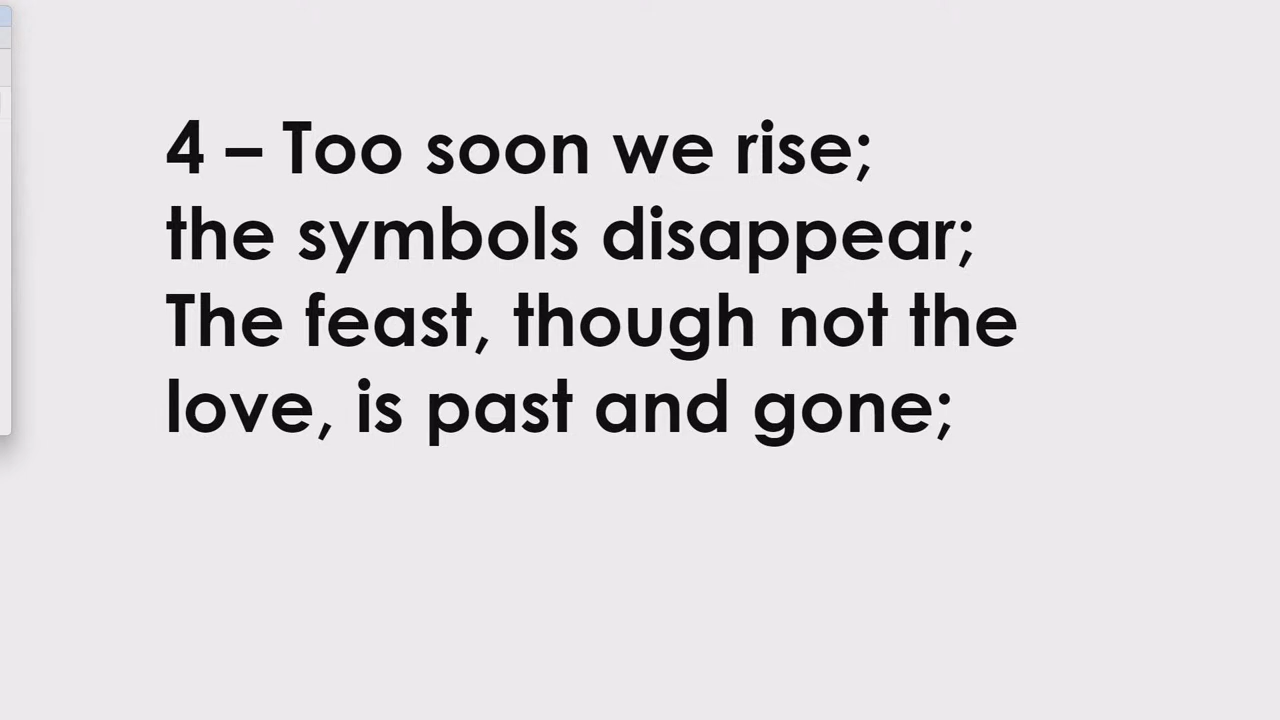 4 – Too soon we rise;
the symbols disappear;
The feast, though not the
love, is past and gone;